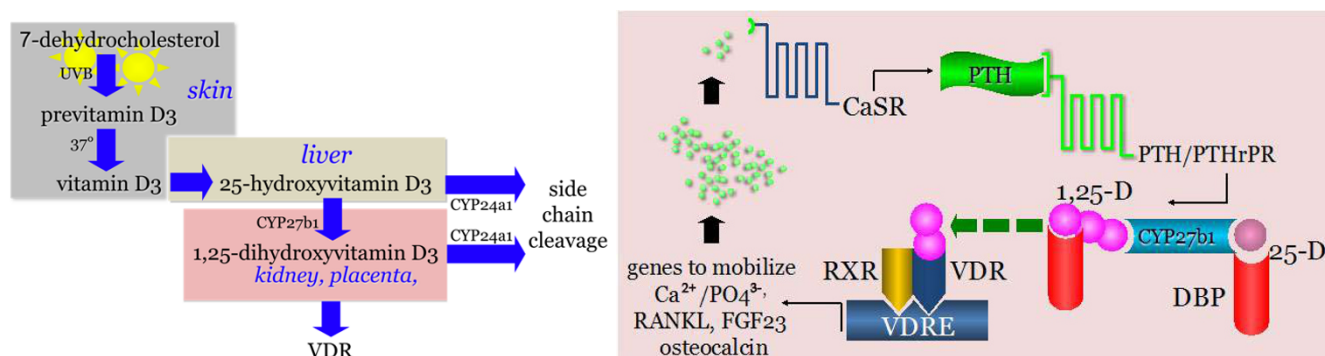 7-dehydrocholesterol
UVB
skin
previtamin D3
37°
vitamin D3
liver
25-hydroxyvitamin D3
CYP24a1
side
chain
cleavage
CYP27b1
CYP24a1
1,25-dihydroxyvitamin D3
kidney, placenta,
VDR
CaSR
PTH
PTH/PTHrPR
1,25-D
CYP27b1
25-D
DBP
RXR
VDR
VDRE
genes to mobilize
Ca²⁺/PO4³⁻,
RANKL, FGF23
osteocalcin